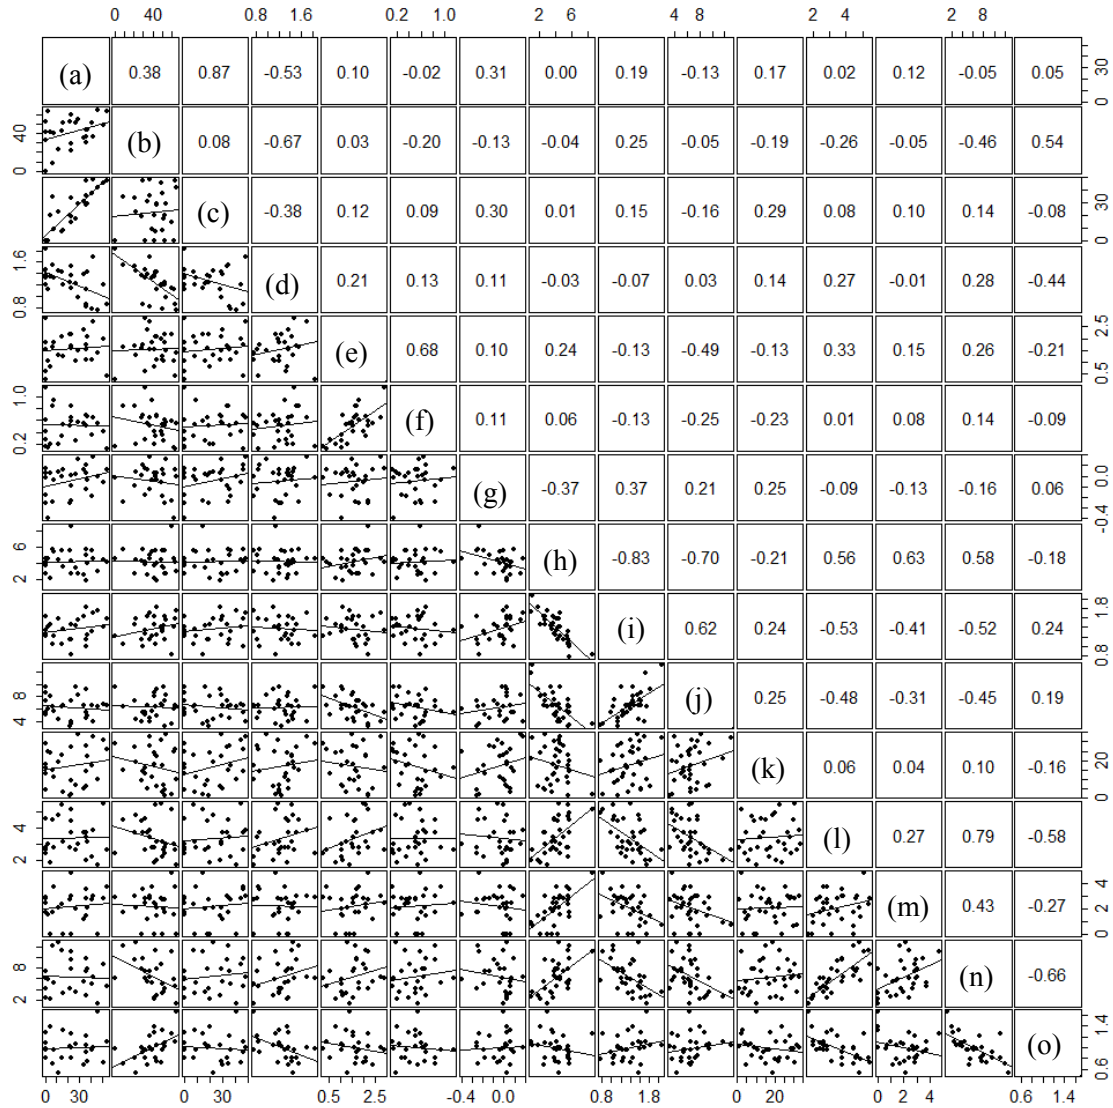 0 40 0.8 1.6 0.2 1.0 2 6 4 8 2 4 2 8
(a) 0.38 0.87 -0.53 0.10 -0.02 0.31 0.00 0.19 -0.13 0.17 0.02 0.12 -0.05 0.05 0 30
0 40 (b) 0.08 -0.67 0.03 -0.20 -0.13 -0.04 0.25 -0.05 -0.19 -0.26 -0.05 -0.46 0.54
(c) -0.38 0.12 0.09 0.30 0.01 0.15 -0.16 0.29 0.08 0.10 0.14 -0.08 0 30
0.8 1.6 (d) 0.21 0.13 0.11 -0.03 -0.07 0.03 0.14 0.27 -0.01 0.28 -0.44
(e) 0.68 0.10 0.24 -0.13 -0.49 -0.13 0.33 0.15 0.26 -0.21 0.5 2.5
0.2 1.0 (f) 0.11 0.06 -0.13 -0.25 -0.23 0.01 0.08 0.14 -0.09
(g) -0.37 0.37 0.21 0.25 -0.09 -0.13 -0.16 0.06 -0.4 0.0
2 6 (h) -0.83 -0.70 -0.21 0.56 0.63 0.58 -0.18
(i) 0.62 0.24 -0.53 -0.41 -0.52 0.24 0.8 1.8
4 8 (j) 0.25 -0.48 -0.31 -0.45 0.19
(k) 0.06 0.04 0.10 -0.16 0 20
2 4 (l) 0.27 0.79 -0.58
(m) 0.43 -0.27 0 2 4
2 8 (n) -0.66
(o) 0.6 1.4
0 30 0 30 0.5 2.5 -0.4 0.0 0.8 1.8 0 20 0 2 4 0.6 1.4